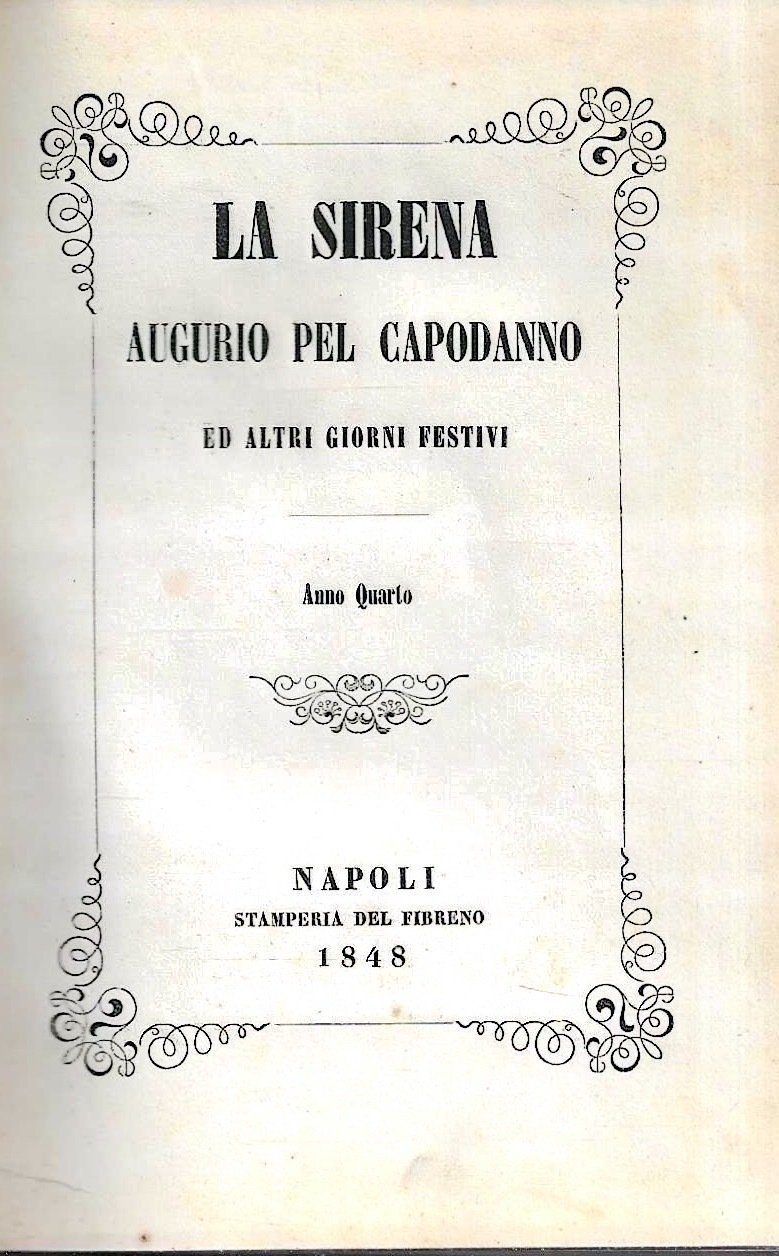 LA SIRENA
AUGURIO PEL CAPODANNO
ED ALTRI GIORNI FESTIVI
Anno Quarto
NAPOLI
STAMPERIA DEL FIBRENO
1848